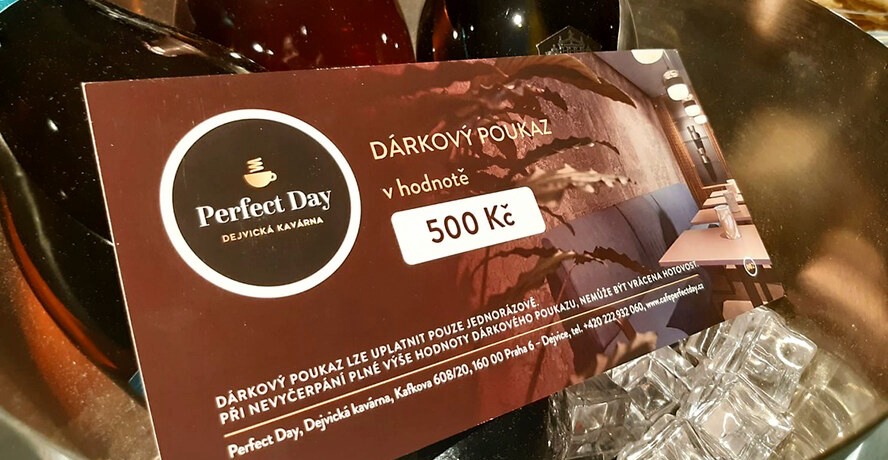 Perfect Day
DEJVICKÁ KAVÁRNA
DÁRKOVÝ POUKAZ
v hodnotě
500 Kč
DÁRKOVÝ POUKAZ LZE UPLATNIT POUZE JEDNORÁZOVĚ.
PŘI NEVYČERPÁNÍ PLNÉ VÝŠE HODNOTY DÁRKOVÉHO POUKAZU, NEMŮŽE BÝT VRÁCENA HOTOVOST.
Perfect Day, Dejvická kavárna, Kafkova 608/20, 160 00 Praha 6 – Dejvice, tel. +420 222 932 060, www.cafeperfectday.cz